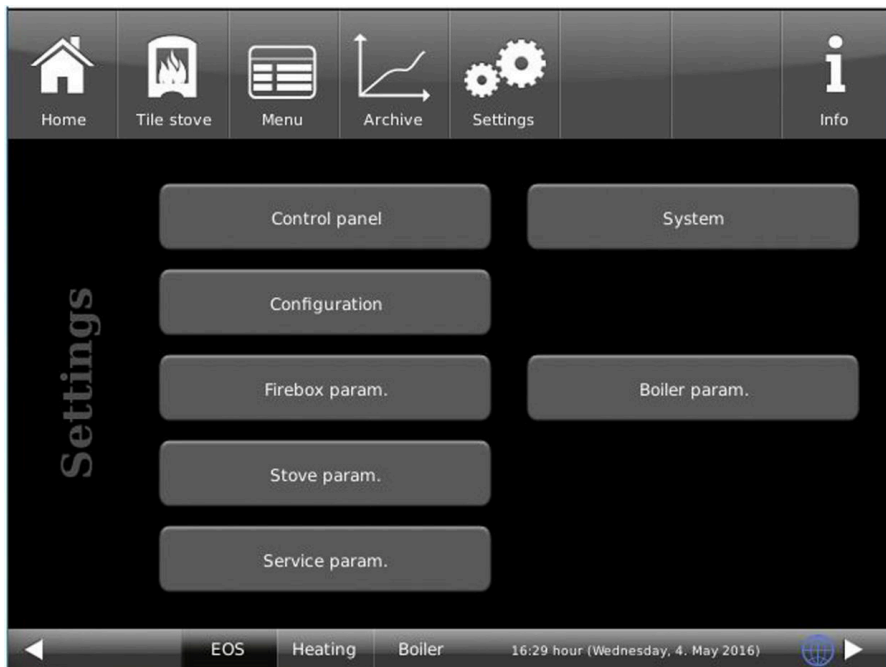 Home
Tile stove
Menu
Archive
Settings
Info
Settings
Control panel
System
Configuration
Firebox param.
Boiler param.
Stove param.
Service param.
EOS
Heating
Boiler
16:29 hour (Wednesday, 4. May 2016)